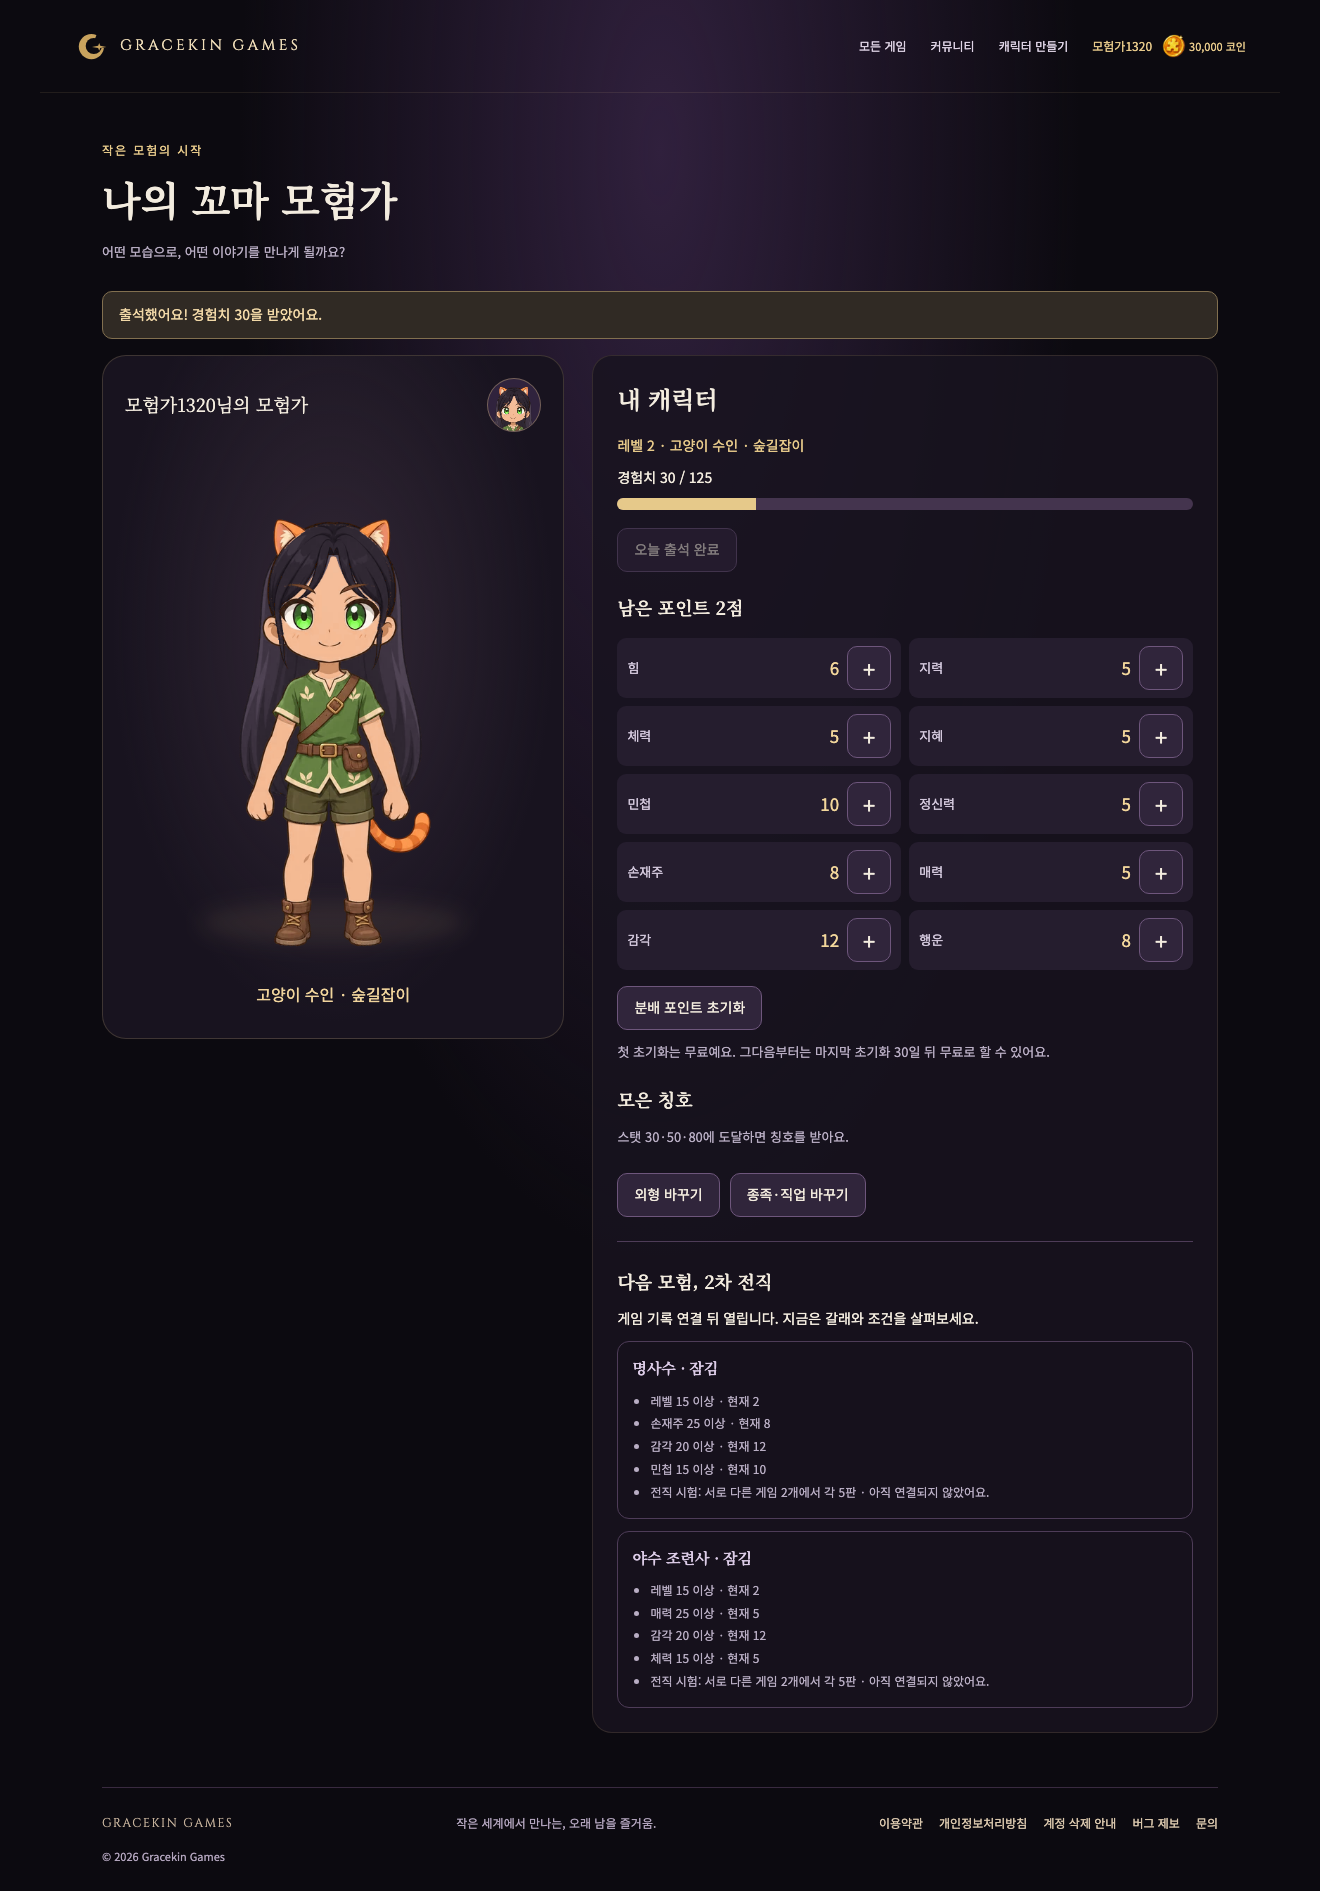 GRACEKIN GAMES
모든 게임 커뮤니티 캐릭터 만들기 모험가1320 30,000 코인
작은 모험의 시작
나의 꼬마 모험가
어떤 모습으로, 어떤 이야기를 만나게 될까요?
출석했어요! 경험치 30을 받았어요.
모험가1320님의 모험가
고양이 수인 · 숲길잡이
내 캐릭터
레벨 2 · 고양이 수인 · 숲길잡이
경험치 30 / 125
오늘 출석 완료
남은 포인트 2점
힘 6 +
지력 5 +
체력 5 +
지혜 5 +
민첩 10 +
정신력 5 +
손재주 8 +
매력 5 +
감각 12 +
행운 8 +
분배 포인트 초기화
첫 초기화는 무료예요. 그다음부터는 마지막 초기화 30일 뒤 무료로 할 수 있어요.
모은 칭호
스탯 30·50·80에 도달하면 칭호를 받아요.
외형 바꾸기 종족·직업 바꾸기
다음 모험, 2차 전직
게임 기록 연결 뒤 열립니다. 지금은 갈래와 조건을 살펴보세요.
명사수 · 잠김
레벨 15 이상 · 현재 2
손재주 25 이상 · 현재 8
감각 20 이상 · 현재 12
민첩 15 이상 · 현재 10
전직 시험: 서로 다른 게임 2개에서 각 5판 · 아직 연결되지 않았어요.
야수 조련사 · 잠김
레벨 15 이상 · 현재 2
매력 25 이상 · 현재 5
감각 20 이상 · 현재 12
체력 15 이상 · 현재 5
전직 시험: 서로 다른 게임 2개에서 각 5판 · 아직 연결되지 않았어요.
GRACEKIN GAMES
작은 세계에서 만나는, 오래 남을 즐거움.
이용약관 개인정보처리방침 계정 삭제 안내 버그 제보 문의
© 2026 Gracekin Games